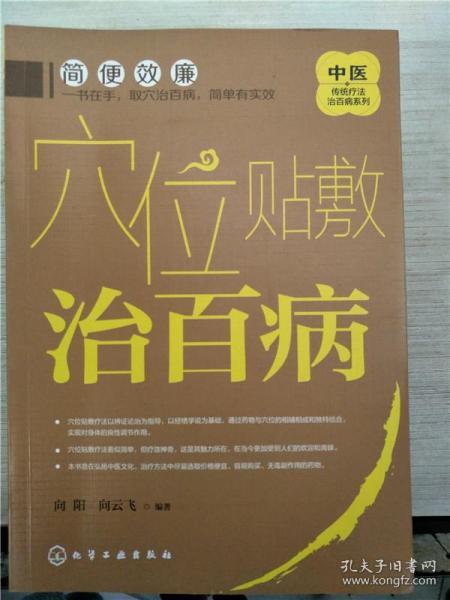 简便效廉
一书在手，取穴治百病，简单有实效
中医
传统疗法
治百病系列
穴位贴敷
治百病
穴位贴敷疗法以辨证论治为指导，以经络学说为基础，通过药物与穴位的相辅相成和独特结合，
实现对身体的良性调节作用。
穴位贴敷疗法看似简单，但疗效神奇，这是其魅力所在，在当今更加受到人们的欢迎和青睐。
本书意在弘扬中医文化，治疗方法中尽量选取价格便宜、容易购买、无毒副作用的药物。
向阳 向云飞 ◎ 编著
化学工业出版社
孔夫子旧书网
www.kongfz.com